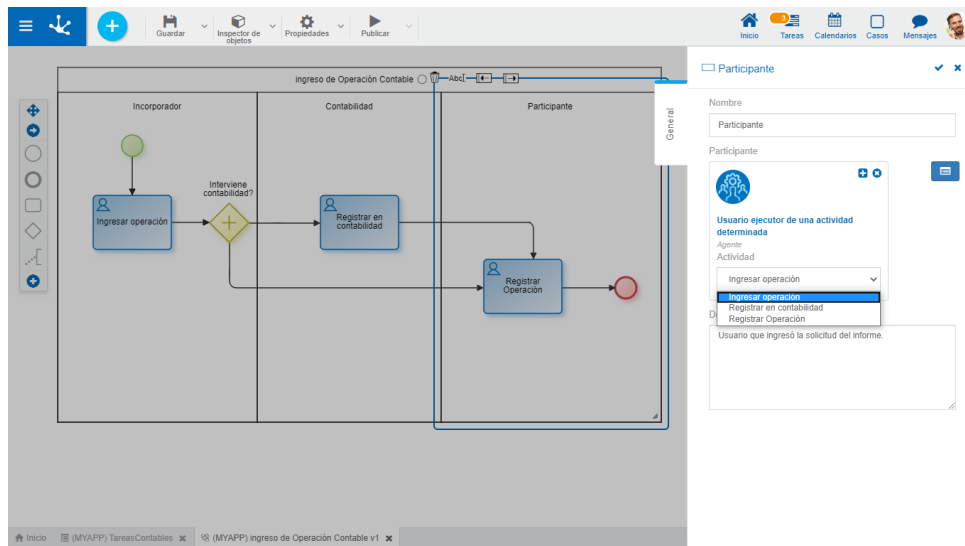 Guardar
Inspector de
objetos
Propiedades
Publicar
Inicio
3
Tareas
Calendarios
Casos
Mensajes
ingreso de Operación Contable
Abc
Incorporador
Contabilidad
Participante
Ingresar operación
Interviene
contabilidad?
Registrar en
contabilidad
Registrar
Operación
General
Participante
Nombre
Participante
Participante
Usuario ejecutor de una actividad
determinada
Agente
Actividad
Ingresar operación
Ingresar operación
Registrar en contabilidad
Registrar Operación
Usuario que ingresó la solicitud del informe.
Inicio
(MYAPP) TareasContables
(MYAPP) ingreso de Operación Contable v1